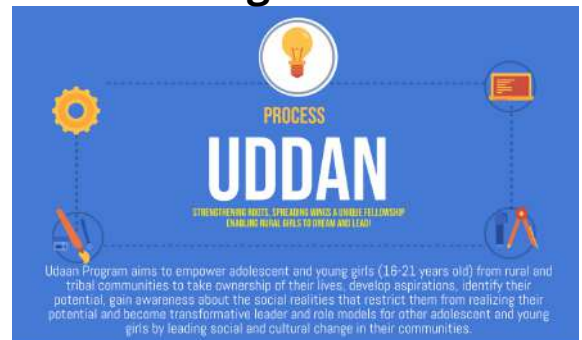 PROCESS
UDDAN
STRENGTHENING ROOTS, SPREADING WINGS A UNIQUE FELLOWSHIP
ENABLING RURAL GIRLS TO DREAM AND LEAD!
Udaan Program aims to empower adolescent and young girls (16-21 years old) from rural and
tribal communities to take ownership of their lives, develop aspirations, identify their
potential, gain awareness about the social realities that restrict them from realizing their
potential and become transformative leader and role models for other adolescent and young
girls by leading social and cultural change in their communities.